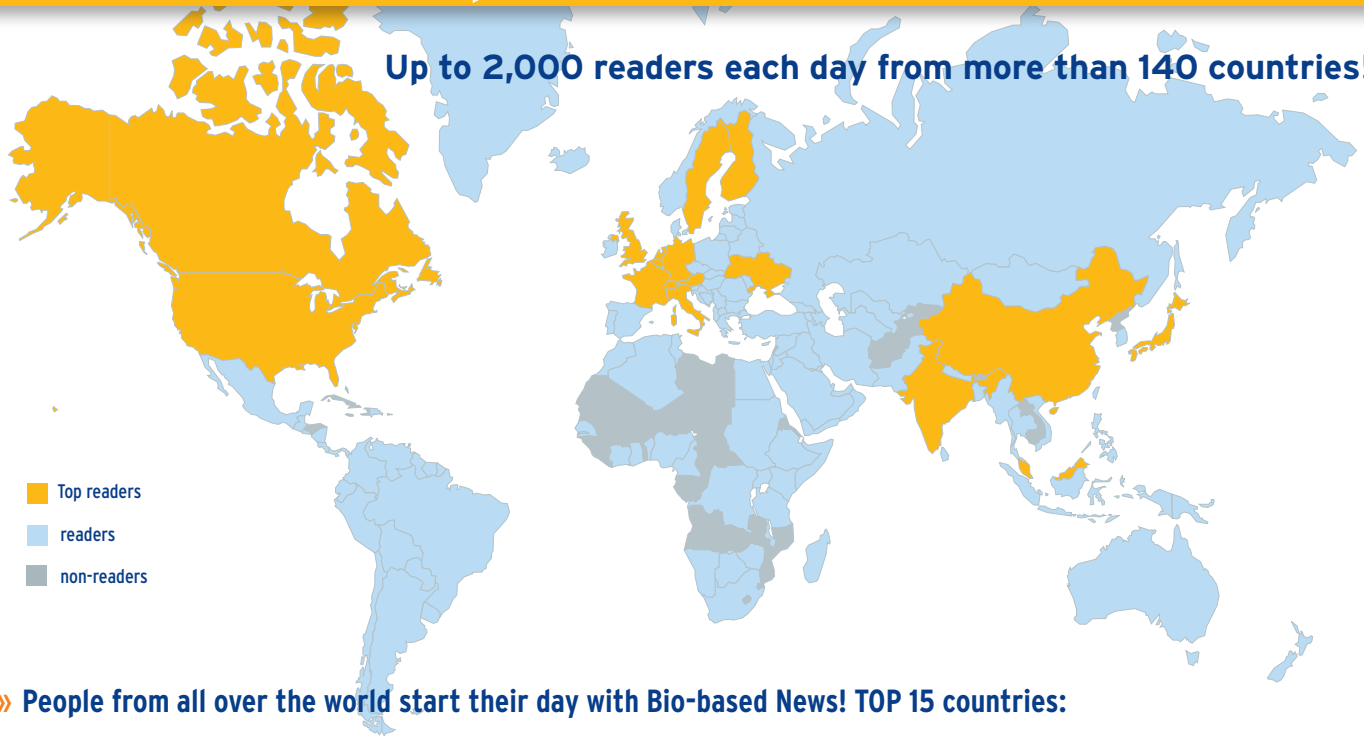 Up to 2,000 readers each day from more than 140 countries!
Top readers
readers
non-readers
» People from all over the world start their day with Bio-based News! TOP 15 countries: